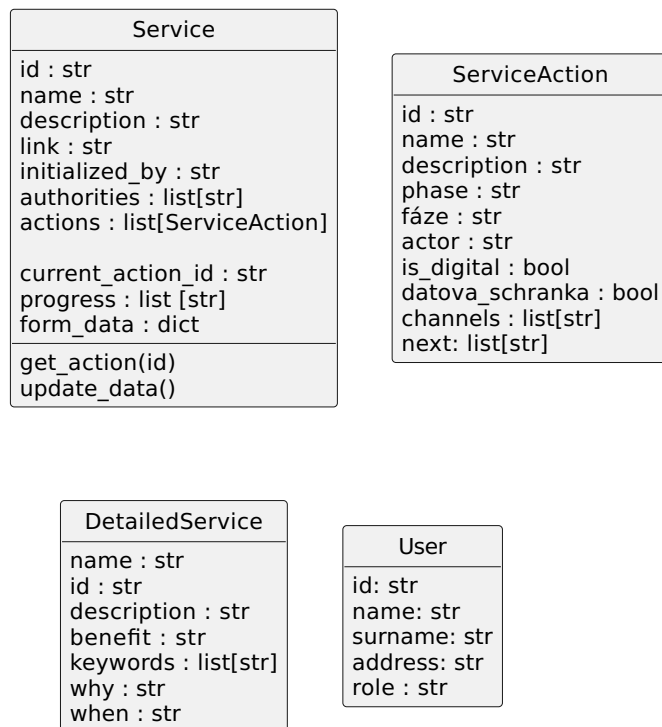 Service
id : str
name : str
description : str
link : str
initialized_by : str
authorities : list[str]
actions : list[ServiceAction]
current_action_id : str
progress : list [str]
form_data : dict
get_action(id)
update_data()
ServiceAction
id : str
name : str
description : str
phase : str
fáze : str
actor : str
is_digital : bool
datova_schranka : bool
channels : list[str]
next: list[str]
DetailedService
name : str
id : str
description : str
benefit : str
keywords : list[str]
why : str
when : str
User
id: str
name: str
surname: str
address: str
role : str